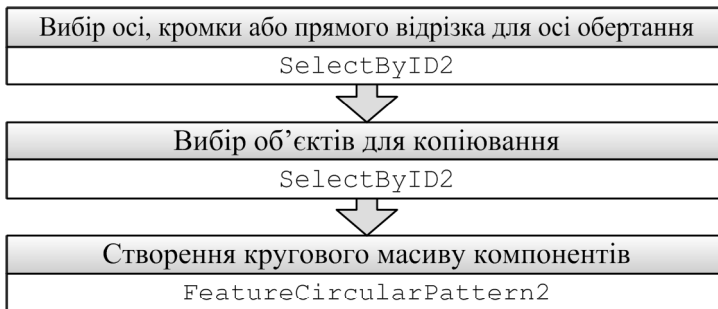 Вибір осі, кромки або прямого відрізка для осі обертання
SelectByID2
Вибір об’єктів для копіювання
SelectByID2
Створення кругового масиву компонентів
FeatureCircularPattern2